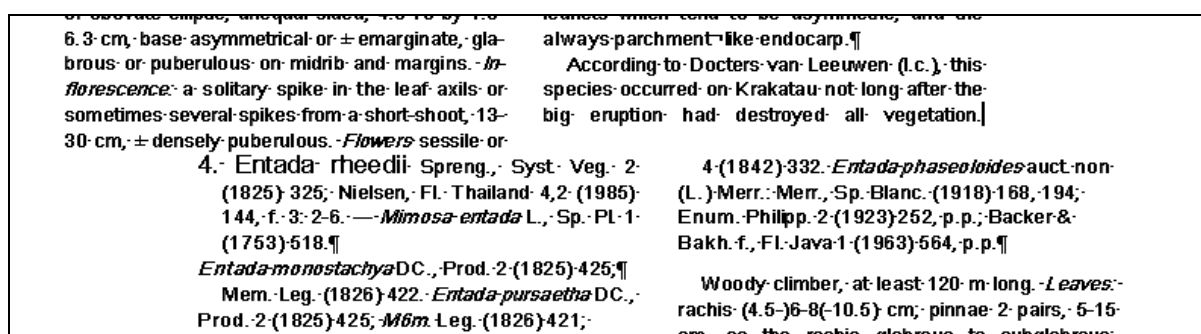 6.3 cm, base asymmetrical or ± emarginate, gla-
brous or puberulous on midrib and margins. In-
florescence: a solitary spike in the leaf axils or
sometimes several spikes from a short-shoot, 13-
30 cm, ± densely puberulous. Flowers sessile or
always parchment¬like endocarp.¶
According to Docters van Leeuwen (l.c.), this
species occurred on Krakatau not long after the
big eruption had destroyed all vegetation.
4. Entada rheedii Spreng., Syst Veg. 2
(1825) 325; Nielsen, Fl. Thailand 4,2 (1985)
144, f. 3: 2-6. — Mimosa entada L., Sp. Pl. 1
(1753) 518.¶
Entada monostachya DC., Prod. 2 (1825) 425;¶
Mem. Leg. (1826) 422. Entada pursaetha DC.,
Prod. 2 (1825) 425; M6m. Leg. (1826) 421;
4 (1842) 332. Entada phaseoloides auct. non
(L.) Merr.: Merr., Sp. Blanc. (1918) 168, 194;
Enum. Philipp. 2 (1923) 252, p.p.; Backer &
Bakh. f., Fl. Java 1 (1963) 564, p.p.¶
Woody climber, at least 120 m long. Leaves:
rachis (4.5-)6-8(-10.5) cm; pinnae 2 pairs, 5-15